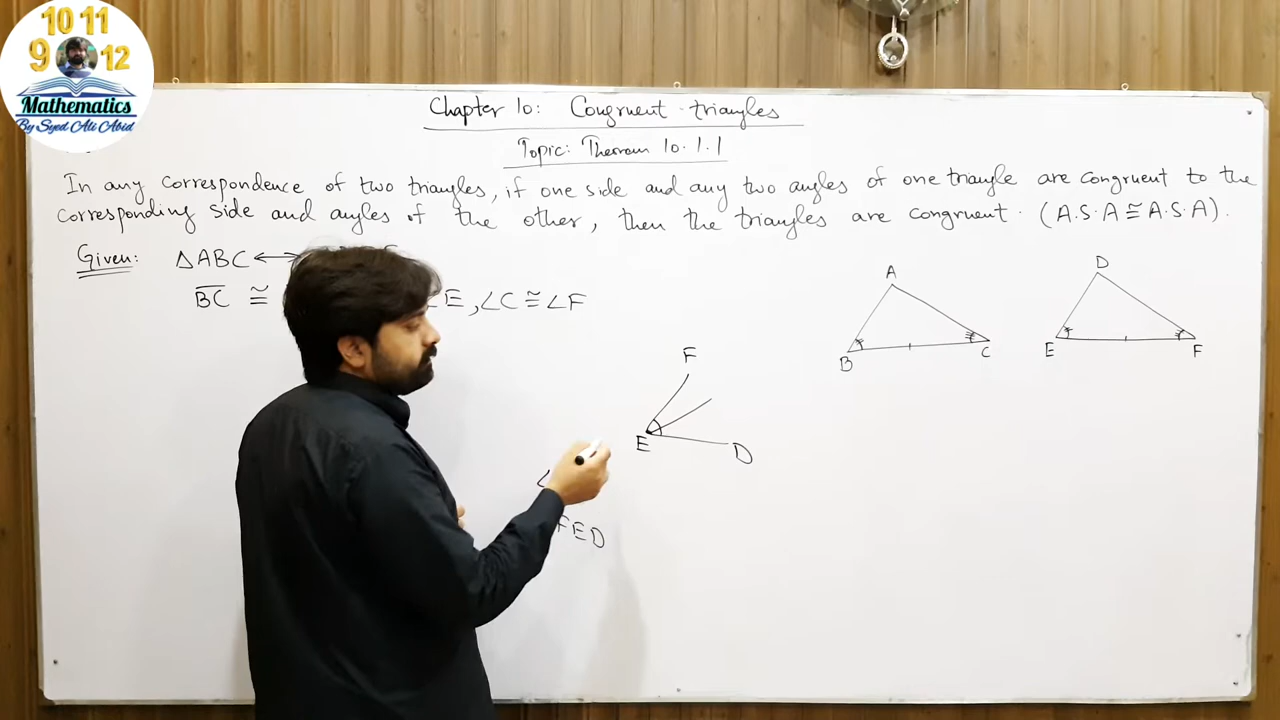 10 11
9 12
Mathematics
By Syed Ali Abid
Chapter 10: Congruent triangles
Topic: Theorem 10.1.1
In any correspondence of two triangles, if one side and any two angles of one triangle are congruent to the
corresponding side and angles of the other, then the triangles are congruent. (A.S.A ≅ A.S.A).
Given: △ABC ↔
BC ≅ E, ∠C ≅ ∠F
A
B C
D
E F
F
E
D
∠
FED